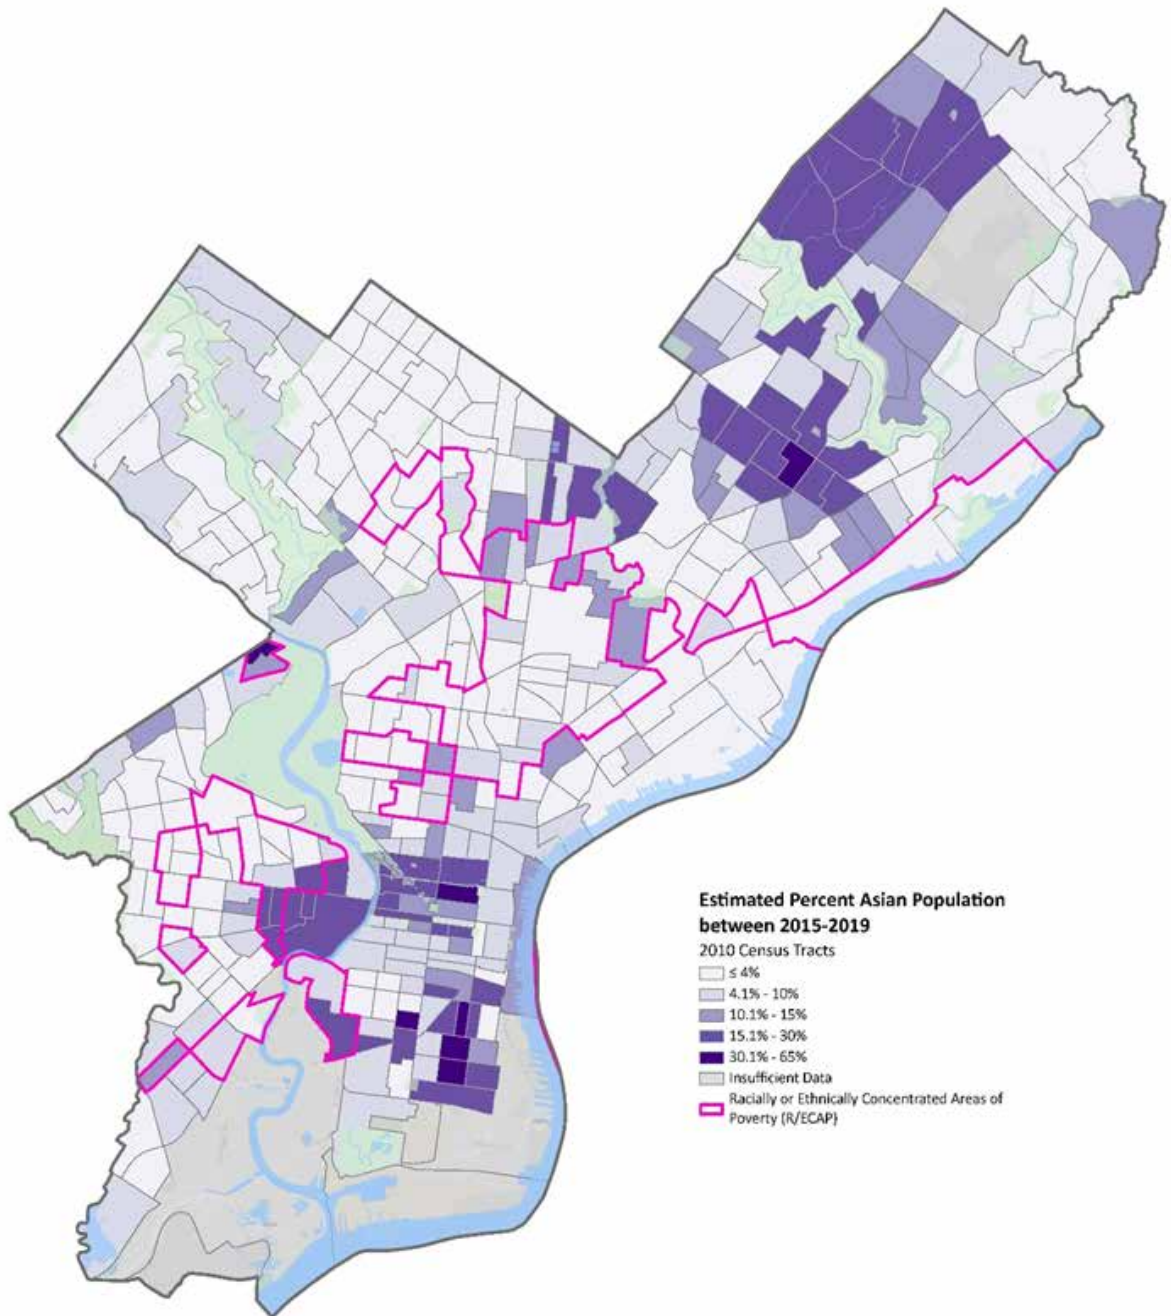 Estimated Percent Asian Population
between 2015-2019
2010 Census Tracts
≤ 4%
4.1% - 10%
10.1% - 15%
15.1% - 30%
30.1% - 65%
Insufficient Data
Racially or Ethnically Concentrated Areas of
Poverty (R/ECAP)